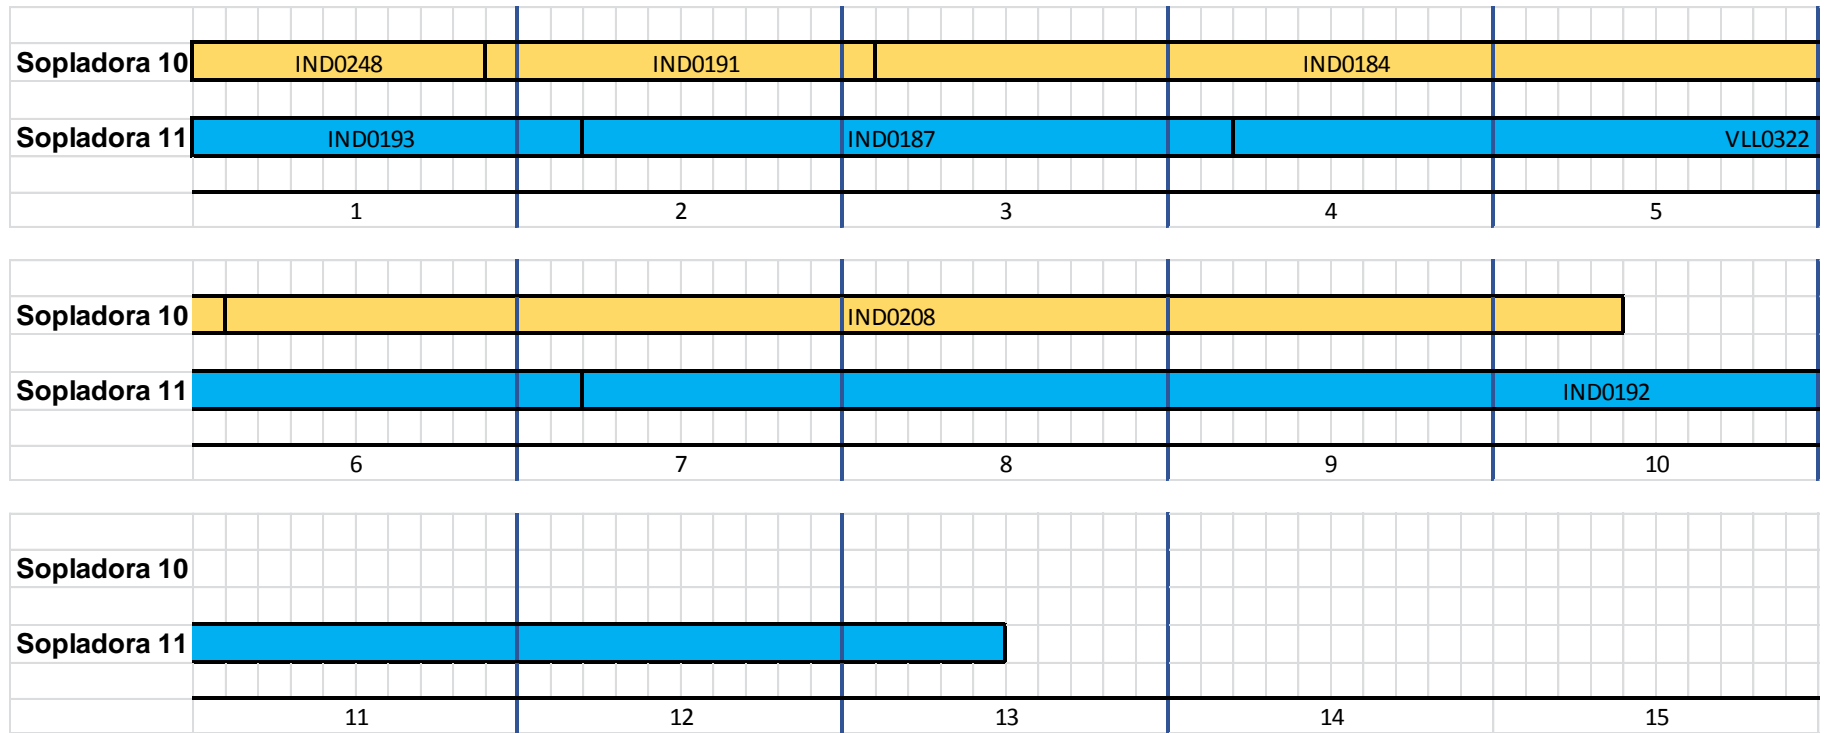 Sopladora 10 IND0248 IND0191 IND0184
Sopladora 11 IND0193 IND0187 VLL0322
1 2 3 4 5
Sopladora 10 IND0208
Sopladora 11 IND0192
6 7 8 9 10
Sopladora 10
Sopladora 11
11 12 13 14 15